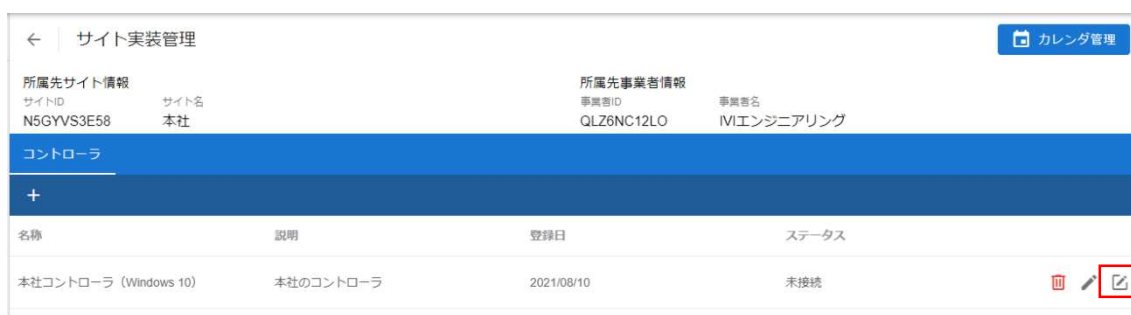 ← サイト実装管理 カレンダ管理
所属先サイト情報 所属先事業者情報
サイトID サイト名 事業者ID 事業者名
N5GYVS3E58 本社 QLZ6NC12LO IVIエンジニアリング
コントローラ
+
名称 説明 登録日 ステータス
本社コントローラ（Windows 10） 本社のコントローラ 2021/08/10 未接続